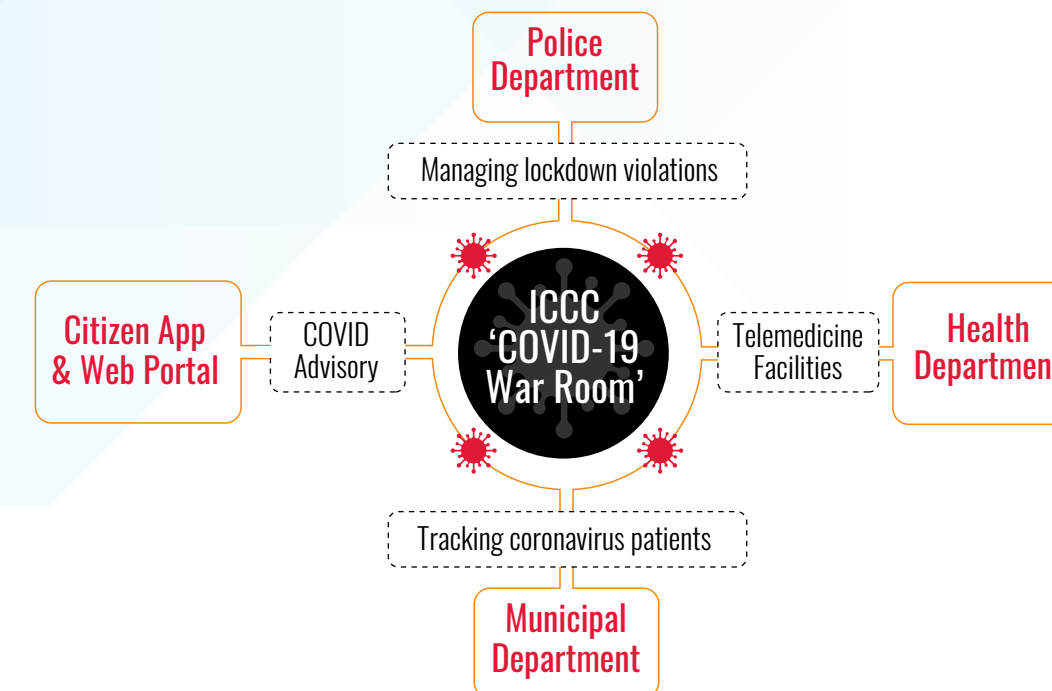 Police
Department
Managing lockdown violations
Citizen App
& Web Portal
COVID
Advisory
ICCC
‘COVID-19
War Room’
Telemedicine
Facilities
Health
Departmen
Tracking coronavirus patients
Municipal
Department